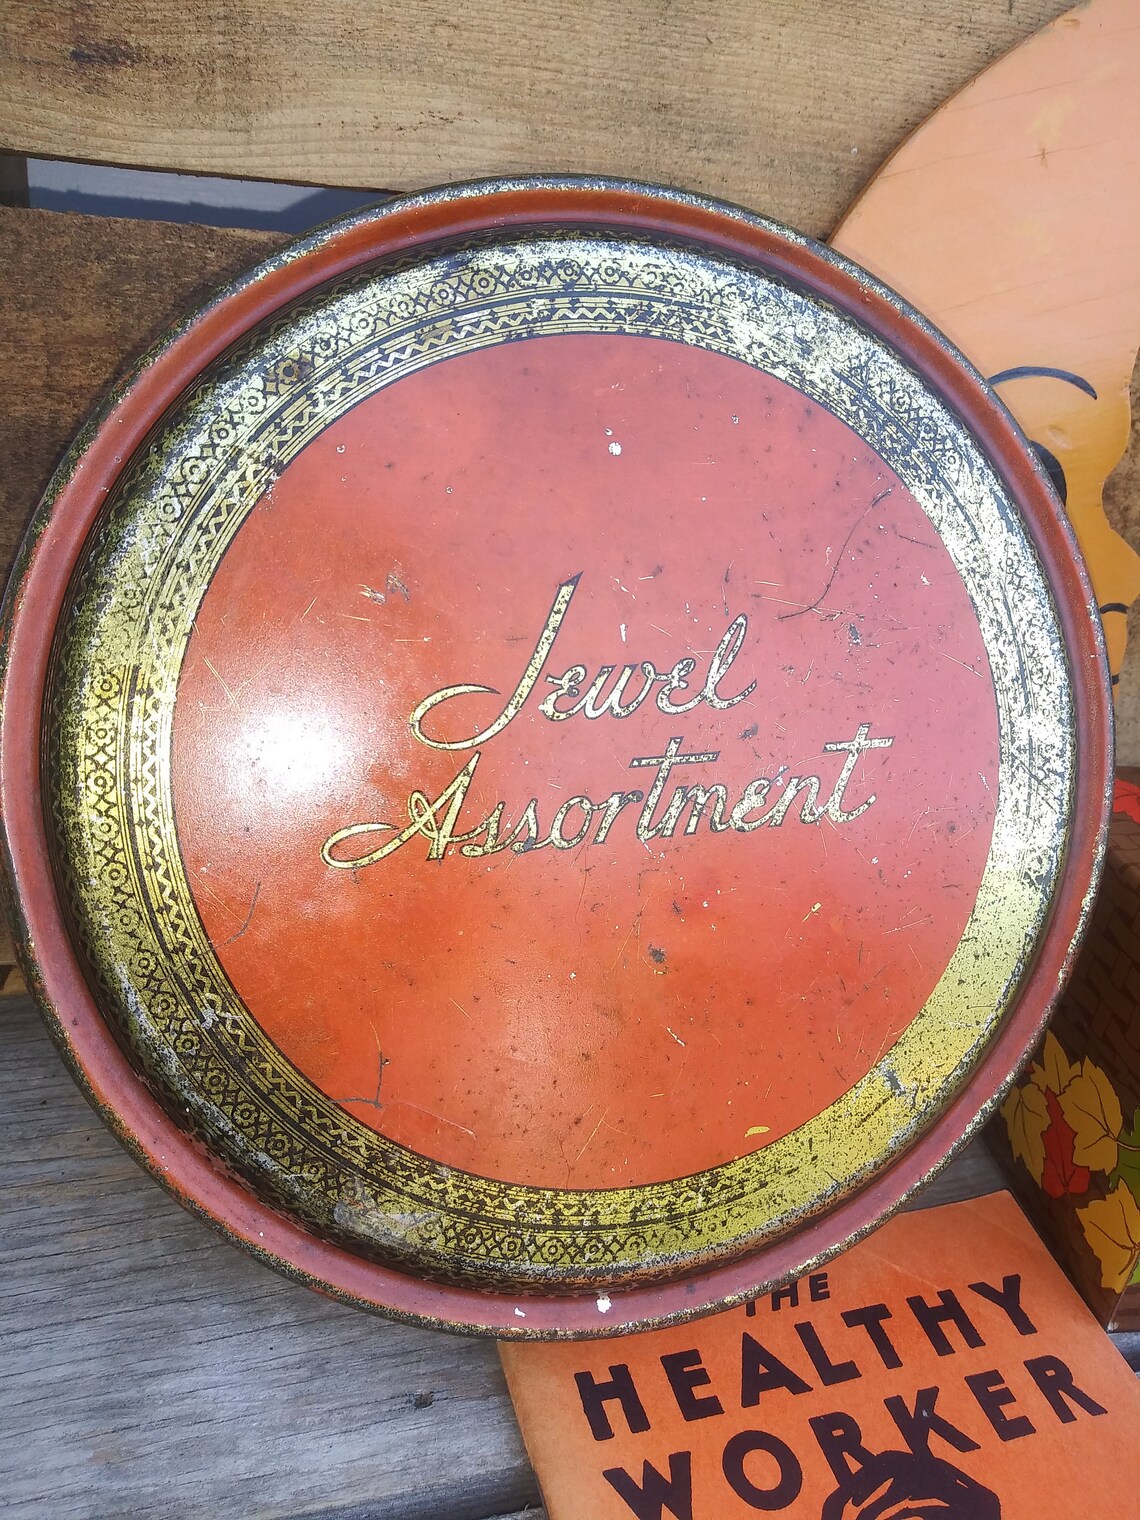 Jewel
Assortment
THE
HEALTHY
WORKER